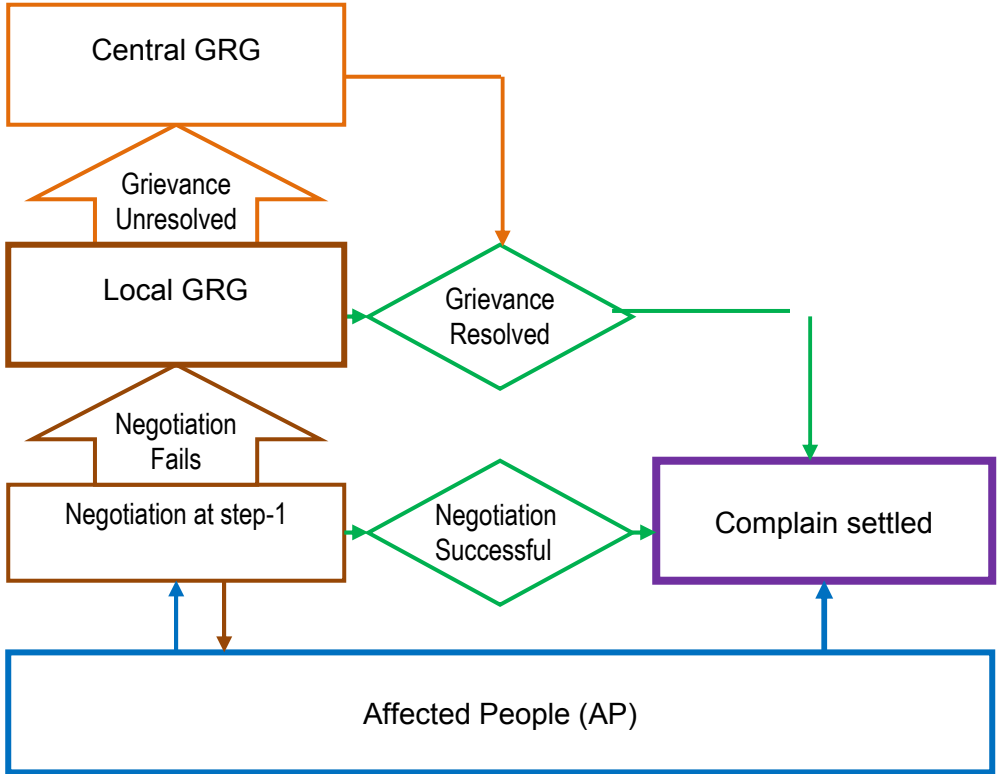 Central GRG
Grievance
Unresolved
Local GRG
Grievance
Resolved
Negotiation
Fails
Negotiation at step-1
Negotiation
Successful
Complain settled
Affected People (AP)